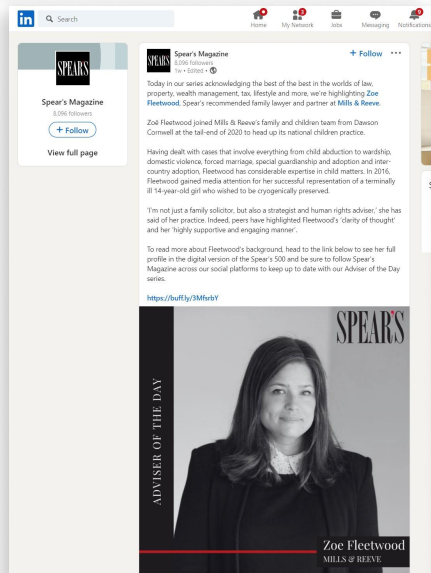 in
Search
Home
My Network
Jobs
Messaging
Notifications
SPEAR'S
Spear's Magazine
8,096 followers
+ Follow
View full page
SPEAR'S
Spear's Magazine
8,096 followers
1w • Edited •
+ Follow
Today in our series acknowledging the best of the best in the worlds of law,
property, wealth management, tax, lifestyle and more, we're highlighting Zoe
Fleetwood, Spear's recommended family lawyer and partner at Mills & Reeve.
Zoë Fleetwood joined Mills & Reeve's family and children team from Dawson
Cornwell at the tail-end of 2020 to head up its national children practice.
Having dealt with cases that involve everything from child abduction to wardship,
domestic violence, forced marriage, special guardianship and adoption and inter-
country adoption, Fleetwood has considerable expertise in child matters. In 2016,
Fleetwood gained media attention for her successful representation of a terminally
ill 14-year-old girl who wished to be cryogenically preserved.
'I'm not just a family solicitor, but also a strategist and human rights adviser,' she has
said of her practice. Indeed, peers have highlighted Fleetwood's 'clarity of thought'
and her 'highly supportive and engaging manner'.
To read more about Fleetwood's background, head to the link below to see her full
profile in the digital version of the Spear's 500 and be sure to follow Spear's
Magazine across our social platforms to keep up to date with our Adviser of the Day
series.
https://buff.ly/3MfsrbY
SPEAR'S
ADVISER OF THE DAY
Zoe Fleetwood
MILLS & REEVE